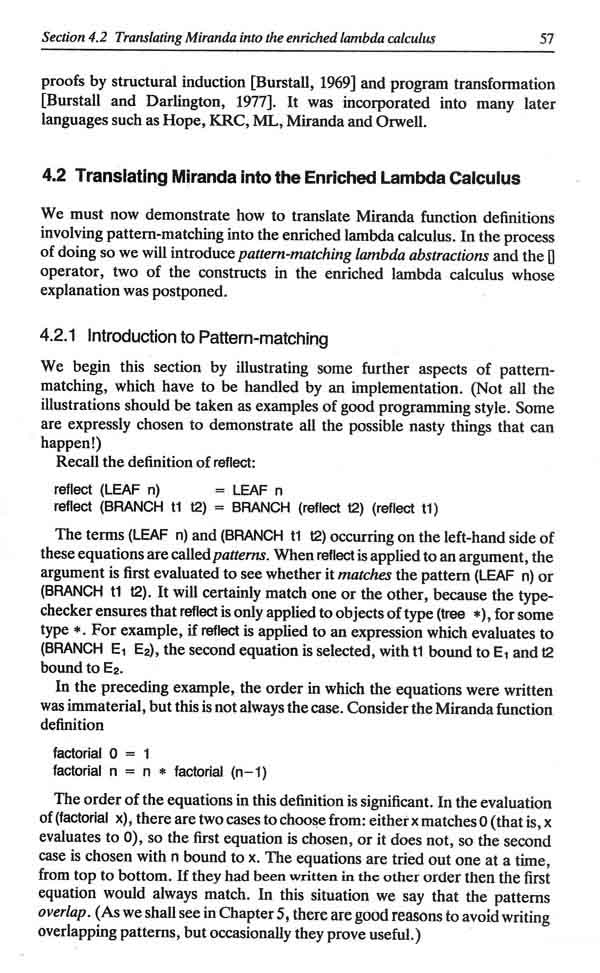 Section 4.2 Translating Miranda into the enriched lambda calculus 57
proofs by structural induction [Burstall, 1969] and program transformation
[Burstall and Darlington, 1977]. It was incorporated into many later
languages such as Hope, KRC, ML, Miranda and Orwell.
4.2 Translating Miranda into the Enriched Lambda Calculus
We must now demonstrate how to translate Miranda function definitions
involving pattern-matching into the enriched lambda calculus. In the process
of doing so we will introduce pattern-matching lambda abstractions and the []
operator, two of the constructs in the enriched lambda calculus whose
explanation was postponed.
4.2.1 Introduction to Pattern-matching
We begin this section by illustrating some further aspects of pattern-
matching, which have to be handled by an implementation. (Not all the
illustrations should be taken as examples of good programming style. Some
are expressly chosen to demonstrate all the possible nasty things that can
happen!)
Recall the definition of reflect:
reflect (LEAF n) = LEAF n
reflect (BRANCH t1 t2) = BRANCH (reflect t2) (reflect t1)
The terms (LEAF n) and (BRANCH t1 t2) occurring on the left-hand side of
these equations are called patterns. When reflect is applied to an argument, the
argument is first evaluated to see whether it matches the pattern (LEAF n) or
(BRANCH t1 t2). It will certainly match one or the other, because the type-
checker ensures that reflect is only applied to objects of type (tree *), for some
type *. For example, if reflect is applied to an expression which evaluates to
(BRANCH E₁ E₂), the second equation is selected, with t1 bound to E₁ and t2
bound to E₂.
In the preceding example, the order in which the equations were written
was immaterial, but this is not always the case. Consider the Miranda function
definition
factorial 0 = 1
factorial n = n * factorial (n−1)
The order of the equations in this definition is significant. In the evaluation
of (factorial x), there are two cases to choose from: either x matches 0 (that is, x
evaluates to 0), so the first equation is chosen, or it does not, so the second
case is chosen with n bound to x. The equations are tried out one at a time,
from top to bottom. If they had been written in the other order then the first
equation would always match. In this situation we say that the patterns
overlap. (As we shall see in Chapter 5, there are good reasons to avoid writing
overlapping patterns, but occasionally they prove useful.)